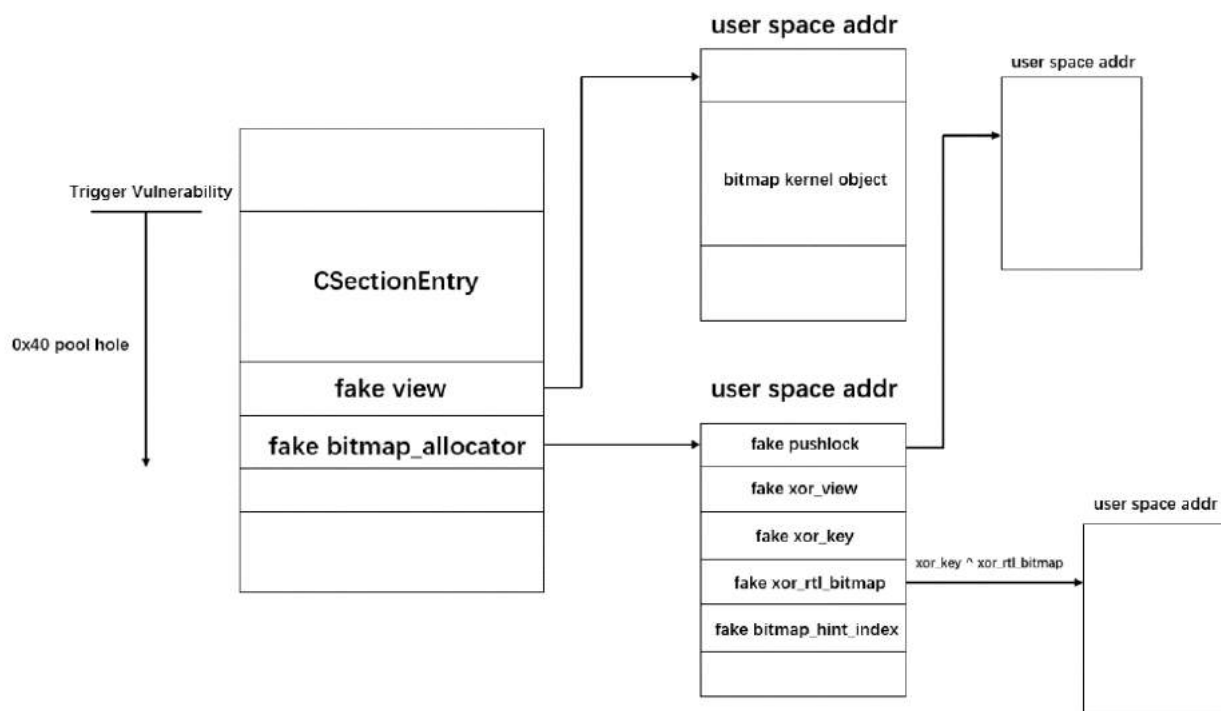 user space addr
user space addr
Trigger Vulnerability
bitmap kernel object
CSectionEntry
0x40 pool hole
fake view
user space addr
fake bitmap_allocator
fake pushlock
fake xor_view
user space addr
fake xor_key
xor_key ^ xor_rtl_bitmap
fake xor_rtl_bitmap
fake bitmap_hint_index